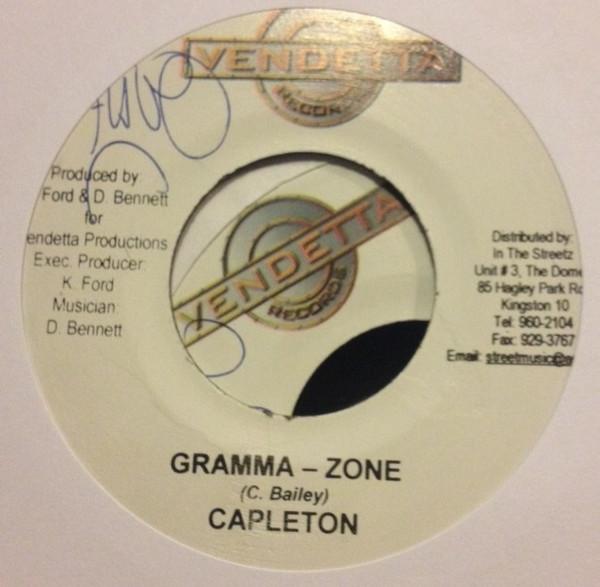 VENDETTA
RECORDS
Produced by:
Ford & D. Bennett
for
endetta Productions
Exec. Producer:
K. Ford
Musician:
D. Bennett
VENDETTA
RECORDS
Distributed by:
In The Streetz
Unit # 3, The Dome
85 Hagley Park
Kingston 10
Tel: 960-2104
Fax: 929-3767
Email:
GRAMMA – ZONE
(C. Bailey)
CAPLETON